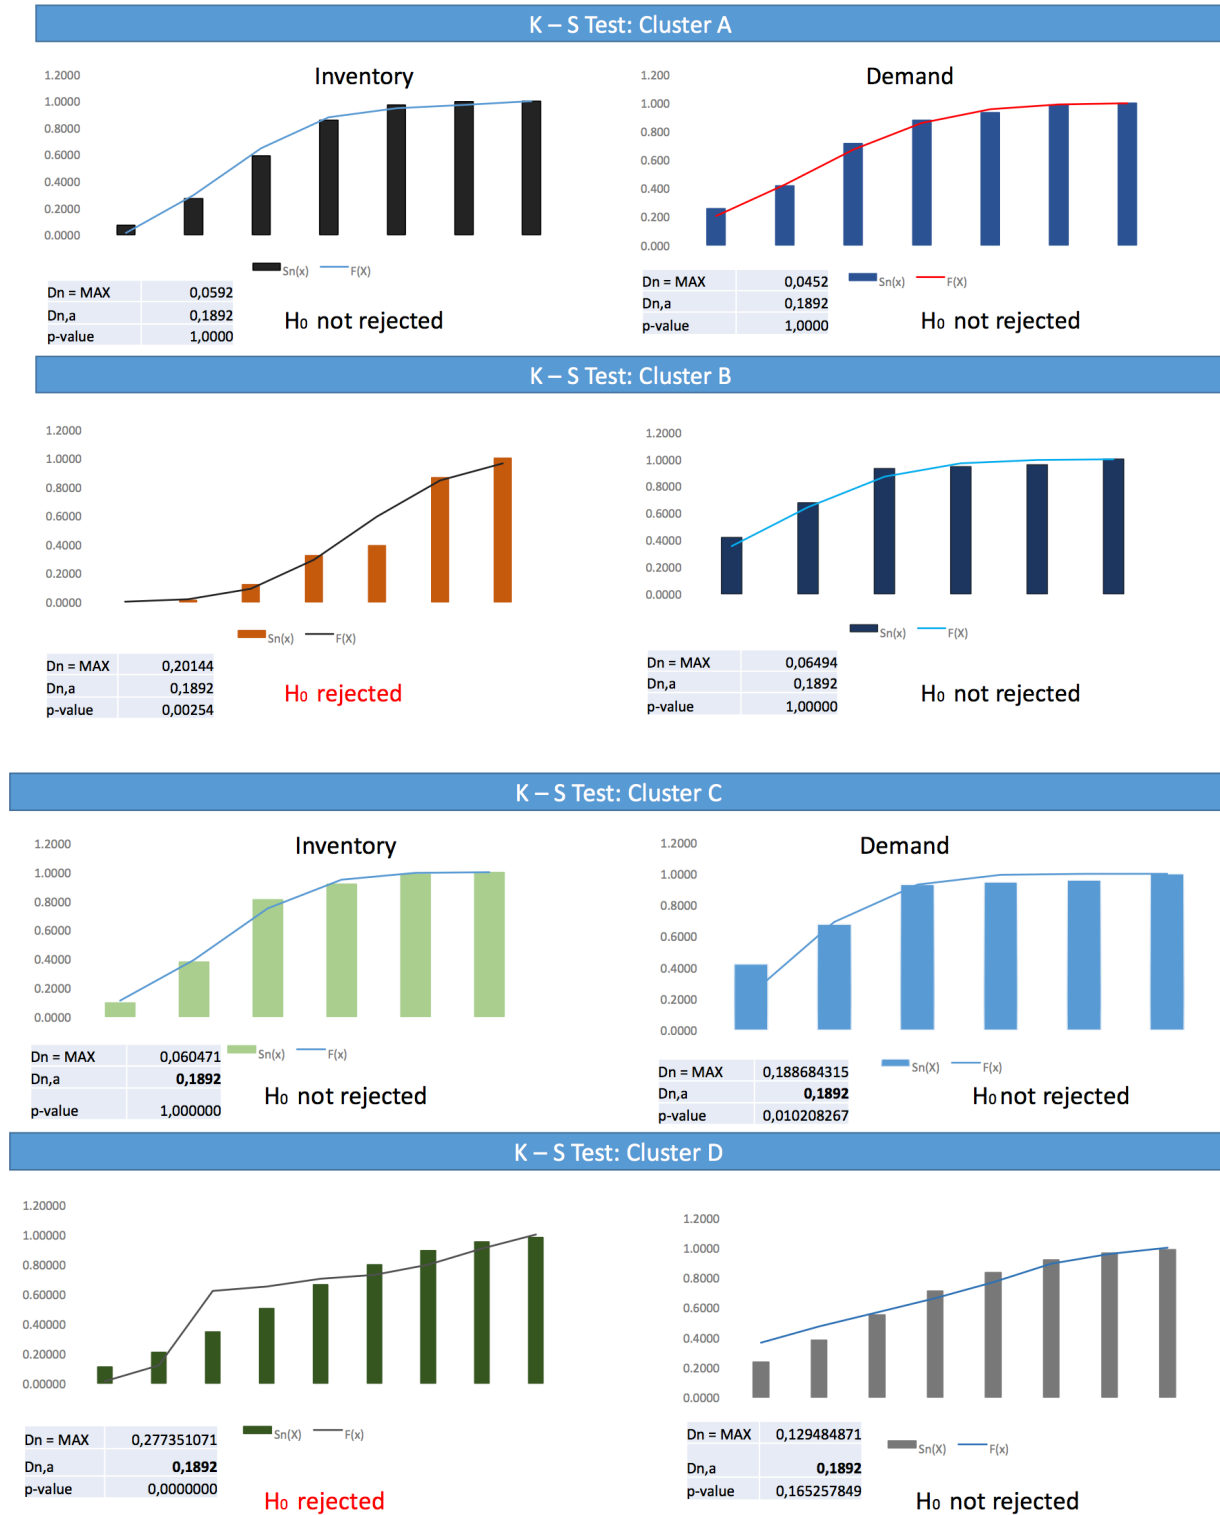 K – S Test: Cluster A
Inventory
1.2000
1.0000
0.8000
0.6000
0.4000
0.2000
0.0000
Sn(x) F(X)
Dn = MAX 0,0592
Dn,a 0,1892
p-value 1,0000
H₀ not rejected
Demand
1.200
1.000
0.800
0.600
0.400
0.200
0.000
Sn(x) F(X)
Dn = MAX 0,0452
Dn,a 0,1892
p-value 1,0000
H₀ not rejected
K – S Test: Cluster B
1.2000
1.0000
0.8000
0.6000
0.4000
0.2000
0.0000
Sn(x) F(X)
Dn = MAX 0,20144
Dn,a 0,1892
p-value 0,00254
H₀ rejected
1.2000
1.0000
0.8000
0.6000
0.4000
0.2000
0.0000
Sn(x) F(X)
Dn = MAX 0,06494
Dn,a 0,1892
p-value 1,00000
H₀ not rejected
K – S Test: Cluster C
Inventory
1.2000
1.0000
0.8000
0.6000
0.4000
0.2000
0.0000
Sn(x) F(x)
Dn = MAX 0,060471
Dn,a 0,1892
p-value 1,000000
H₀ not rejected
Demand
1.2000
1.0000
0.8000
0.6000
0.4000
0.2000
0.0000
Sn(X) F(x)
Dn = MAX 0,188684315
Dn,a 0,1892
p-value 0,010208267
H₀ not rejected
K – S Test: Cluster D
1.20000
1.00000
0.80000
0.60000
0.40000
0.20000
0.00000
Sn(X) F(x)
Dn = MAX 0,277351071
Dn,a 0,1892
p-value 0,0000000
H₀ rejected
1.2000
1.0000
0.8000
0.6000
0.4000
0.2000
0.0000
Sn(X) F(x)
Dn = MAX 0,129484871
Dn,a 0,1892
p-value 0,165257849
H₀ not rejected